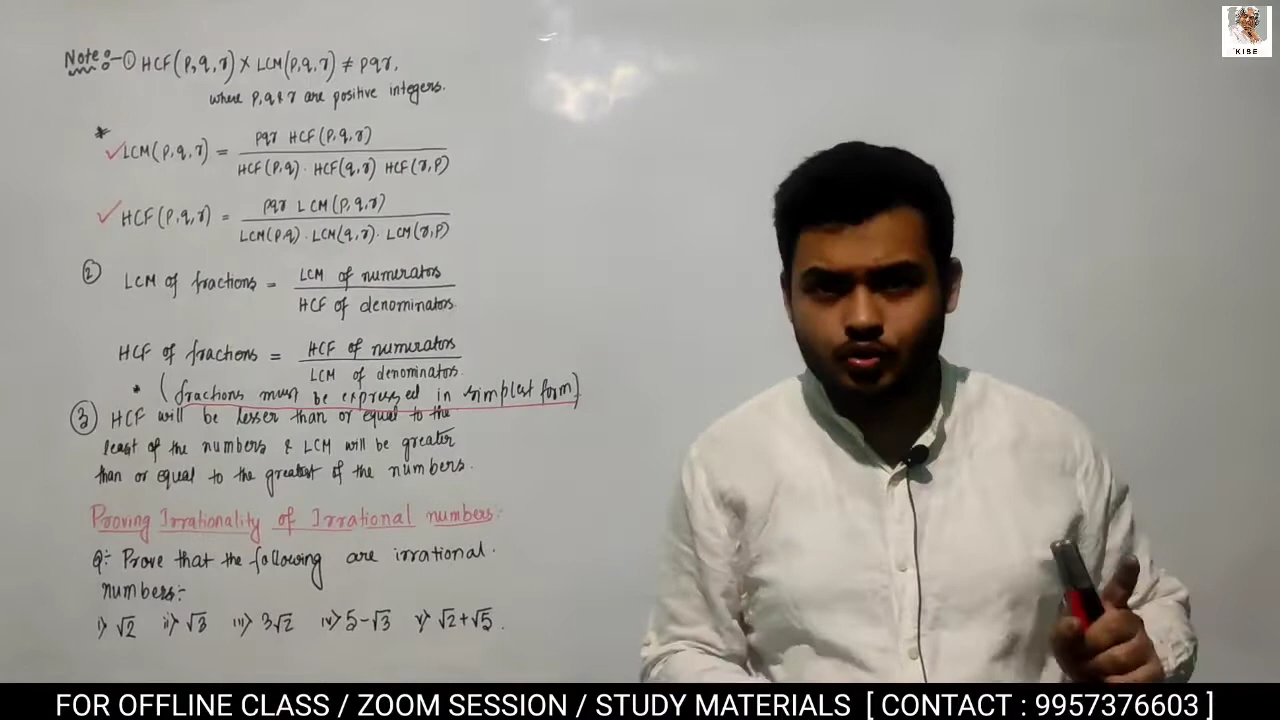 Note:- ① HCF(p,q,r) × LCM(p,q,r) ≠ pqr,
where p,q & r are positive integers.
* ✓LCM(p,q,r) = pqr HCF(p,q,r) / HCF(p,q) · HCF(q,r) HCF(r,p)
✓HCF(p,q,r) = pqr LCM(p,q,r) / LCM(p,q) · LCM(q,r) · LCM(r,p)
② LCM of fractions = LCM of numerators / HCF of denominators
HCF of fractions = HCF of numerators / LCM of denominators.
* (fractions must be expressed in simplest form)
③ HCF will be lesser than or equal to the
least of the numbers & LCM will be greater
than or equal to the greatest of the numbers.
Proving Irrationality of Irrational numbers:
Q:- Prove that the following are irrational.
numbers:-
i) √2 ii) √3 iii) 3√2 iv) 5-√3 v) √2+√5.
KISE
FOR OFFLINE CLASS / ZOOM SESSION / STUDY MATERIALS [ CONTACT : 9957376603 ]